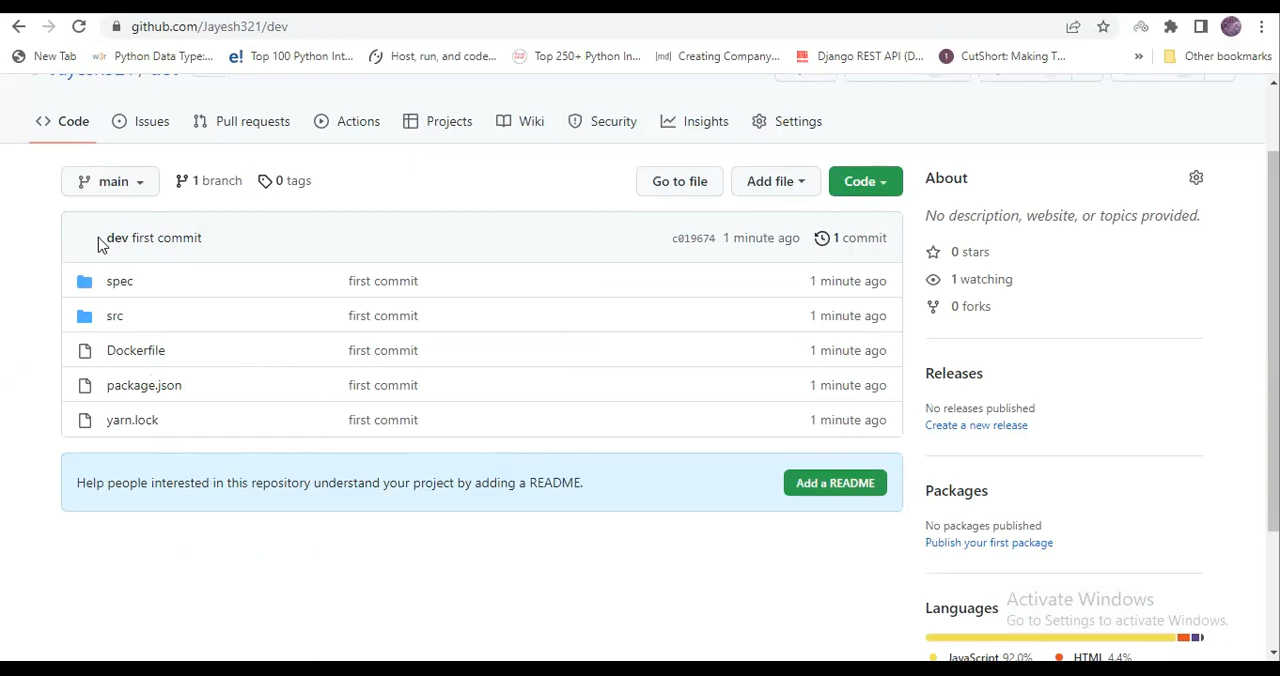 github.com/Jayesh321/dev
New Tab
w3r Python Data Type:...
e! Top 100 Python Int...
Host, run, and code...
Top 250+ Python In...
|md| Creating Company...
Django REST API (D...
1 CutShort: Making T...
»
Other bookmarks
<> Code
Issues
Pull requests
Actions
Projects
Wiki
Security
Insights
Settings
main
1 branch
0 tags
Go to file
Add file
Code
dev first commit
c019674 1 minute ago
1 commit
spec first commit 1 minute ago
src first commit 1 minute ago
Dockerfile first commit 1 minute ago
package.json first commit 1 minute ago
yarn.lock first commit 1 minute ago
Help people interested in this repository understand your project by adding a README.
Add a README
About
No description, website, or topics provided.
0 stars
1 watching
0 forks
Releases
No releases published
Create a new release
Packages
No packages published
Publish your first package
Languages
Activate Windows
Go to Settings to activate Windows.
JavaScript 92.0%
HTML 4.4%